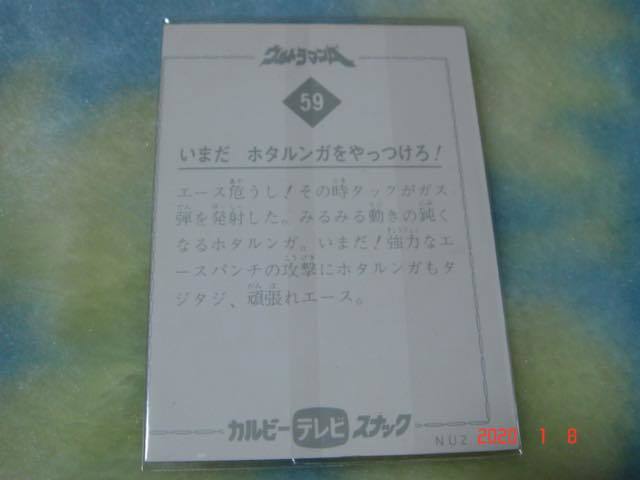 ウルトラマンA
59
いまだ ホタルンガをやっつけろ!
エース危うし!その時タックがガス
弾を発射した。みるみる動きの鈍く
なるホタルンガ。いまだ!強力なエ
ースパンチの攻撃にホタルンガもタ
ジタジ、頑張れエース。
カルビー テレビ スナック
NU2
2020 1 8